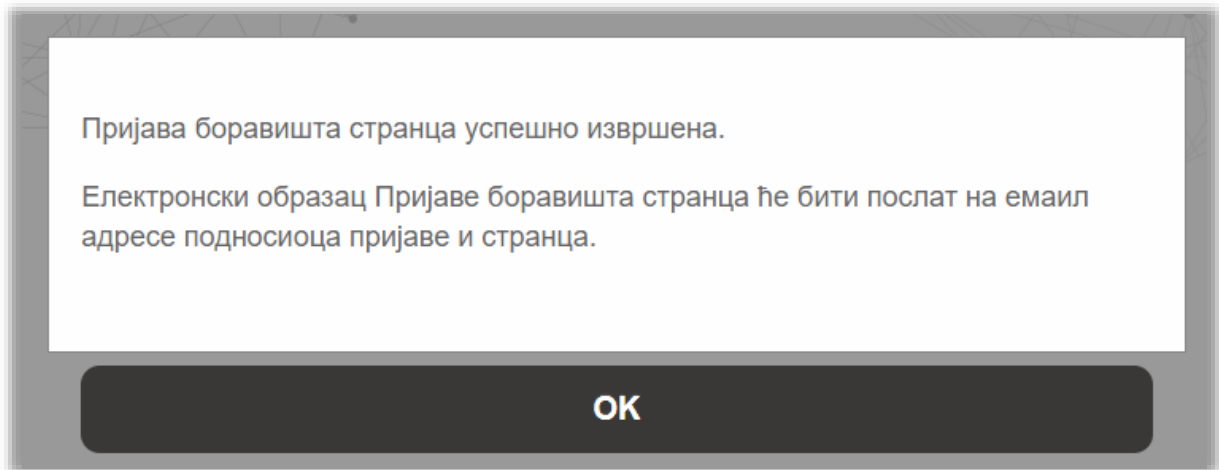 Пријава боравишта странца успешно извршена.
Електронски образац Пријаве боравишта странца ће бити послат на емаил
адресе подносиоца пријаве и странца.
OK